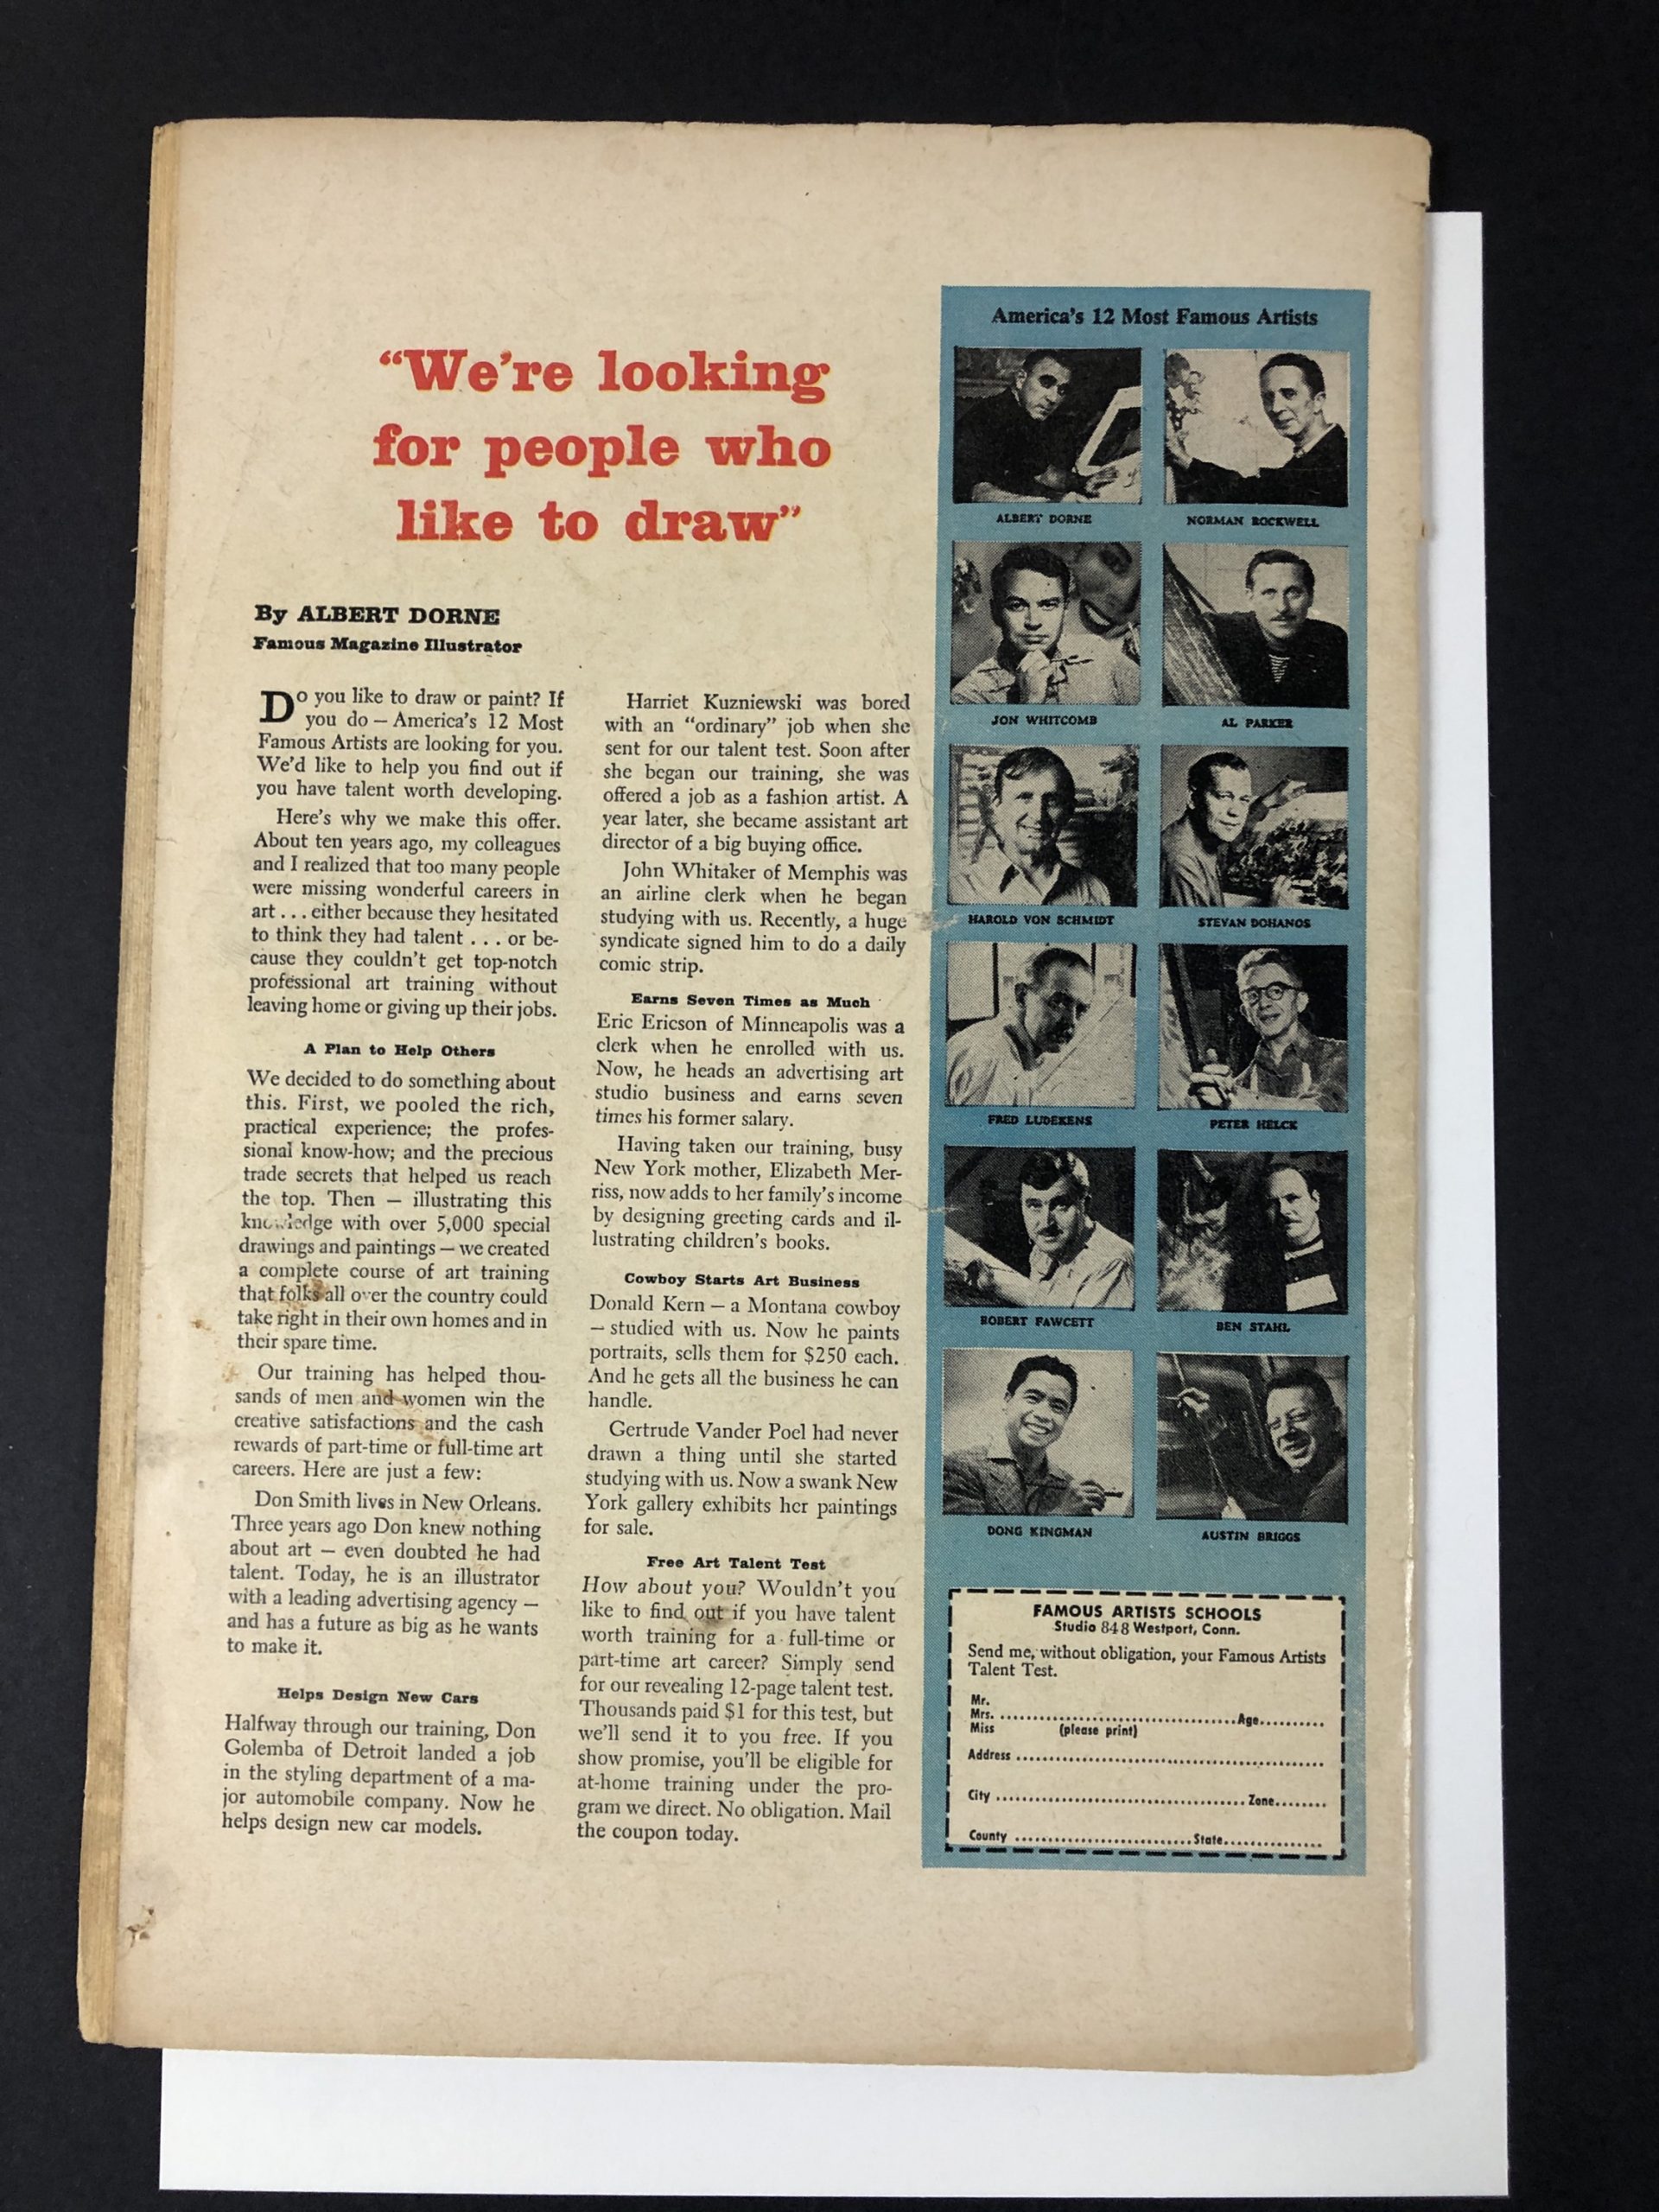 “We’re looking
for people who
like to draw”
By ALBERT DORNE
Famous Magazine Illustrator
Do you like to draw or paint? If
you do — America’s 12 Most
Famous Artists are looking for you.
We’d like to help you find out if
you have talent worth developing.
Here’s why we make this offer.
About ten years ago, my colleagues
and I realized that too many people
were missing wonderful careers in
art . . . either because they hesitated
to think they had talent . . . or be-
cause they couldn’t get top-notch
professional art training without
leaving home or giving up their jobs.
A Plan to Help Others
We decided to do something about
this. First, we pooled the rich,
practical experience; the profes-
sional know-how; and the precious
trade secrets that helped us reach
the top. Then — illustrating this
knowledge with over 5,000 special
drawings and paintings — we created
a complete course of art training
that folks all over the country could
take right in their own homes and in
their spare time.
Our training has helped thou-
sands of men and women win the
creative satisfactions and the cash
rewards of part-time or full-time art
careers. Here are just a few:
Don Smith lives in New Orleans.
Three years ago Don knew nothing
about art — even doubted he had
talent. Today, he is an illustrator
with a leading advertising agency —
and has a future as big as he wants
to make it.
Helps Design New Cars
Halfway through our training, Don
Golemba of Detroit landed a job
in the styling department of a ma-
jor automobile company. Now he
helps design new car models.
Harriet Kuzniewski was bored
with an “ordinary” job when she
sent for our talent test. Soon after
she began our training, she was
offered a job as a fashion artist. A
year later, she became assistant art
director of a big buying office.
John Whitaker of Memphis was
an airline clerk when he began
studying with us. Recently, a huge
syndicate signed him to do a daily
comic strip.
Earns Seven Times as Much
Eric Ericson of Minneapolis was a
clerk when he enrolled with us.
Now, he heads an advertising art
studio business and earns seven
times his former salary.
Having taken our training, busy
New York mother, Elizabeth Mer-
riss, now adds to her family’s income
by designing greeting cards and il-
lustrating children’s books.
Cowboy Starts Art Business
Donald Kern — a Montana cowboy
— studied with us. Now he paints
portraits, sells them for $250 each.
And he gets all the business he can
handle.
Gertrude Vander Poel had never
drawn a thing until she started
studying with us. Now a swank New
York gallery exhibits her paintings
for sale.
Free Art Talent Test
How about you? Wouldn’t you
like to find out if you have talent
worth training for a full-time or
part-time art career? Simply send
for our revealing 12-page talent test.
Thousands paid $1 for this test, but
we’ll send it to you free. If you
show promise, you’ll be eligible for
at-home training under the pro-
gram we direct. No obligation. Mail
the coupon today.
America’s 12 Most Famous Artists
ALBERT DORNE
NORMAN ROCKWELL
JON WHITCOMB
AL PARKER
HAROLD VON SCHMIDT
STEVAN DOHANOS
FRED LUDEKENS
PETER HELCK
ROBERT FAWCETT
BEN STAHL
DONG KINGMAN
AUSTIN BRIGGS
FAMOUS ARTISTS SCHOOLS
Studio 848 Westport, Conn.
Send me, without obligation, your Famous Artists
Talent Test.
Mr.
Mrs. ........................................ Age..........
Miss (please print)
Address ..................................................
City ........................................ Zone........
County .............................. State................